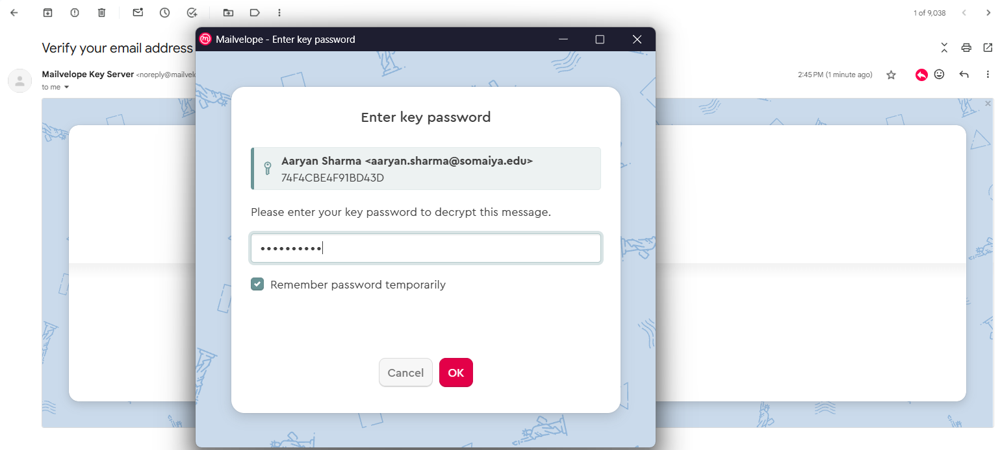 1 of 9,038
Mailvelope - Enter key password
Verify your email address
Mailvelope Key Server <noreply@mailvelo
2:45 PM (1 minute ago)
to me
Enter key password
Aaryan Sharma <aaryan.sharma@somaiya.edu>
74F4CBE4F91BD43D
Please enter your key password to decrypt this message.
••••••••••
Remember password temporarily
Cancel
OK